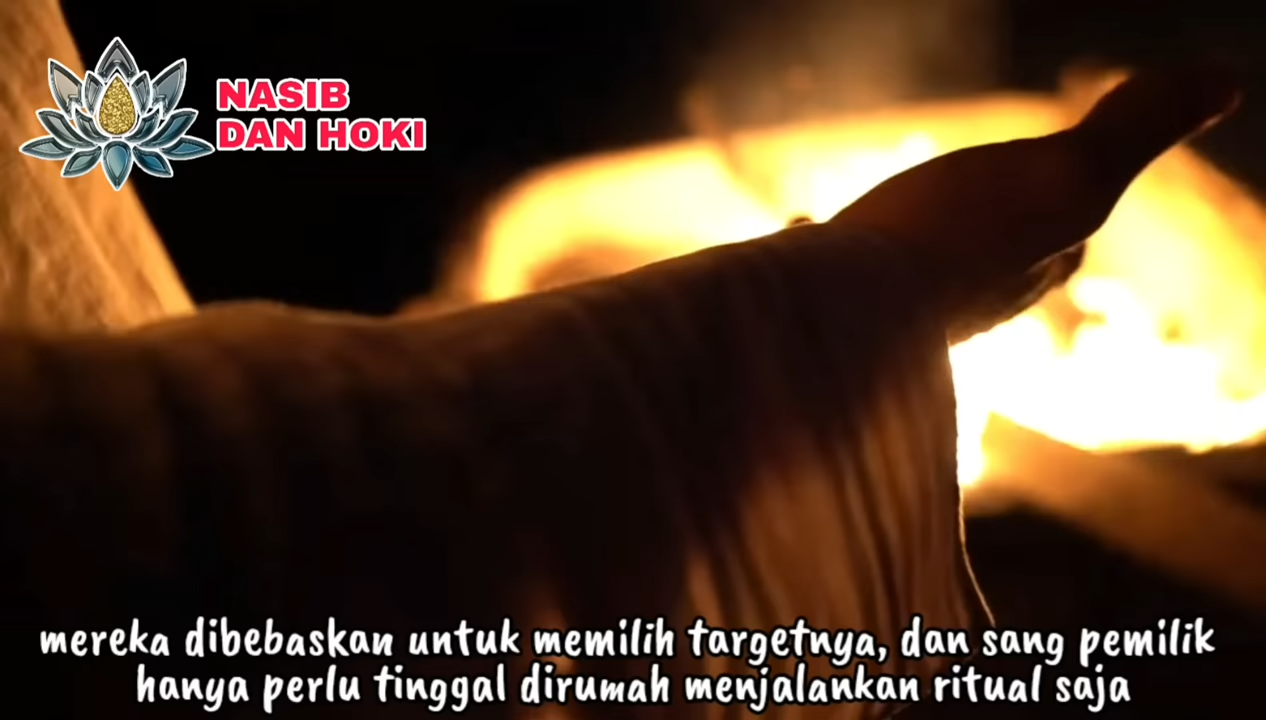 NASIB
DAN HOKI
mereka dibebaskan untuk memilih targetnya, dan sang pemilik
hanya perlu tinggal dirumah menjalankan ritual saja